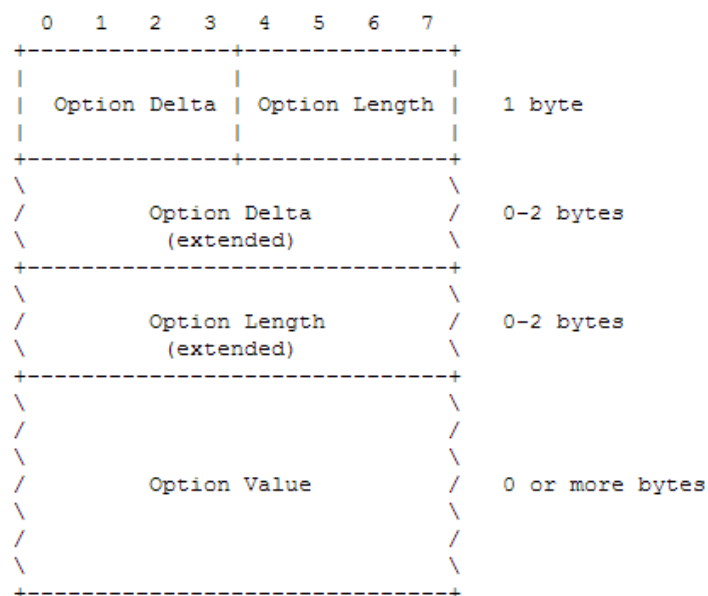 0 1 2 3 4 5 6 7
Option Delta | Option Length | 1 byte
Option Delta 0-2 bytes
(extended)
Option Length 0-2 bytes
(extended)
Option Value 0 or more bytes